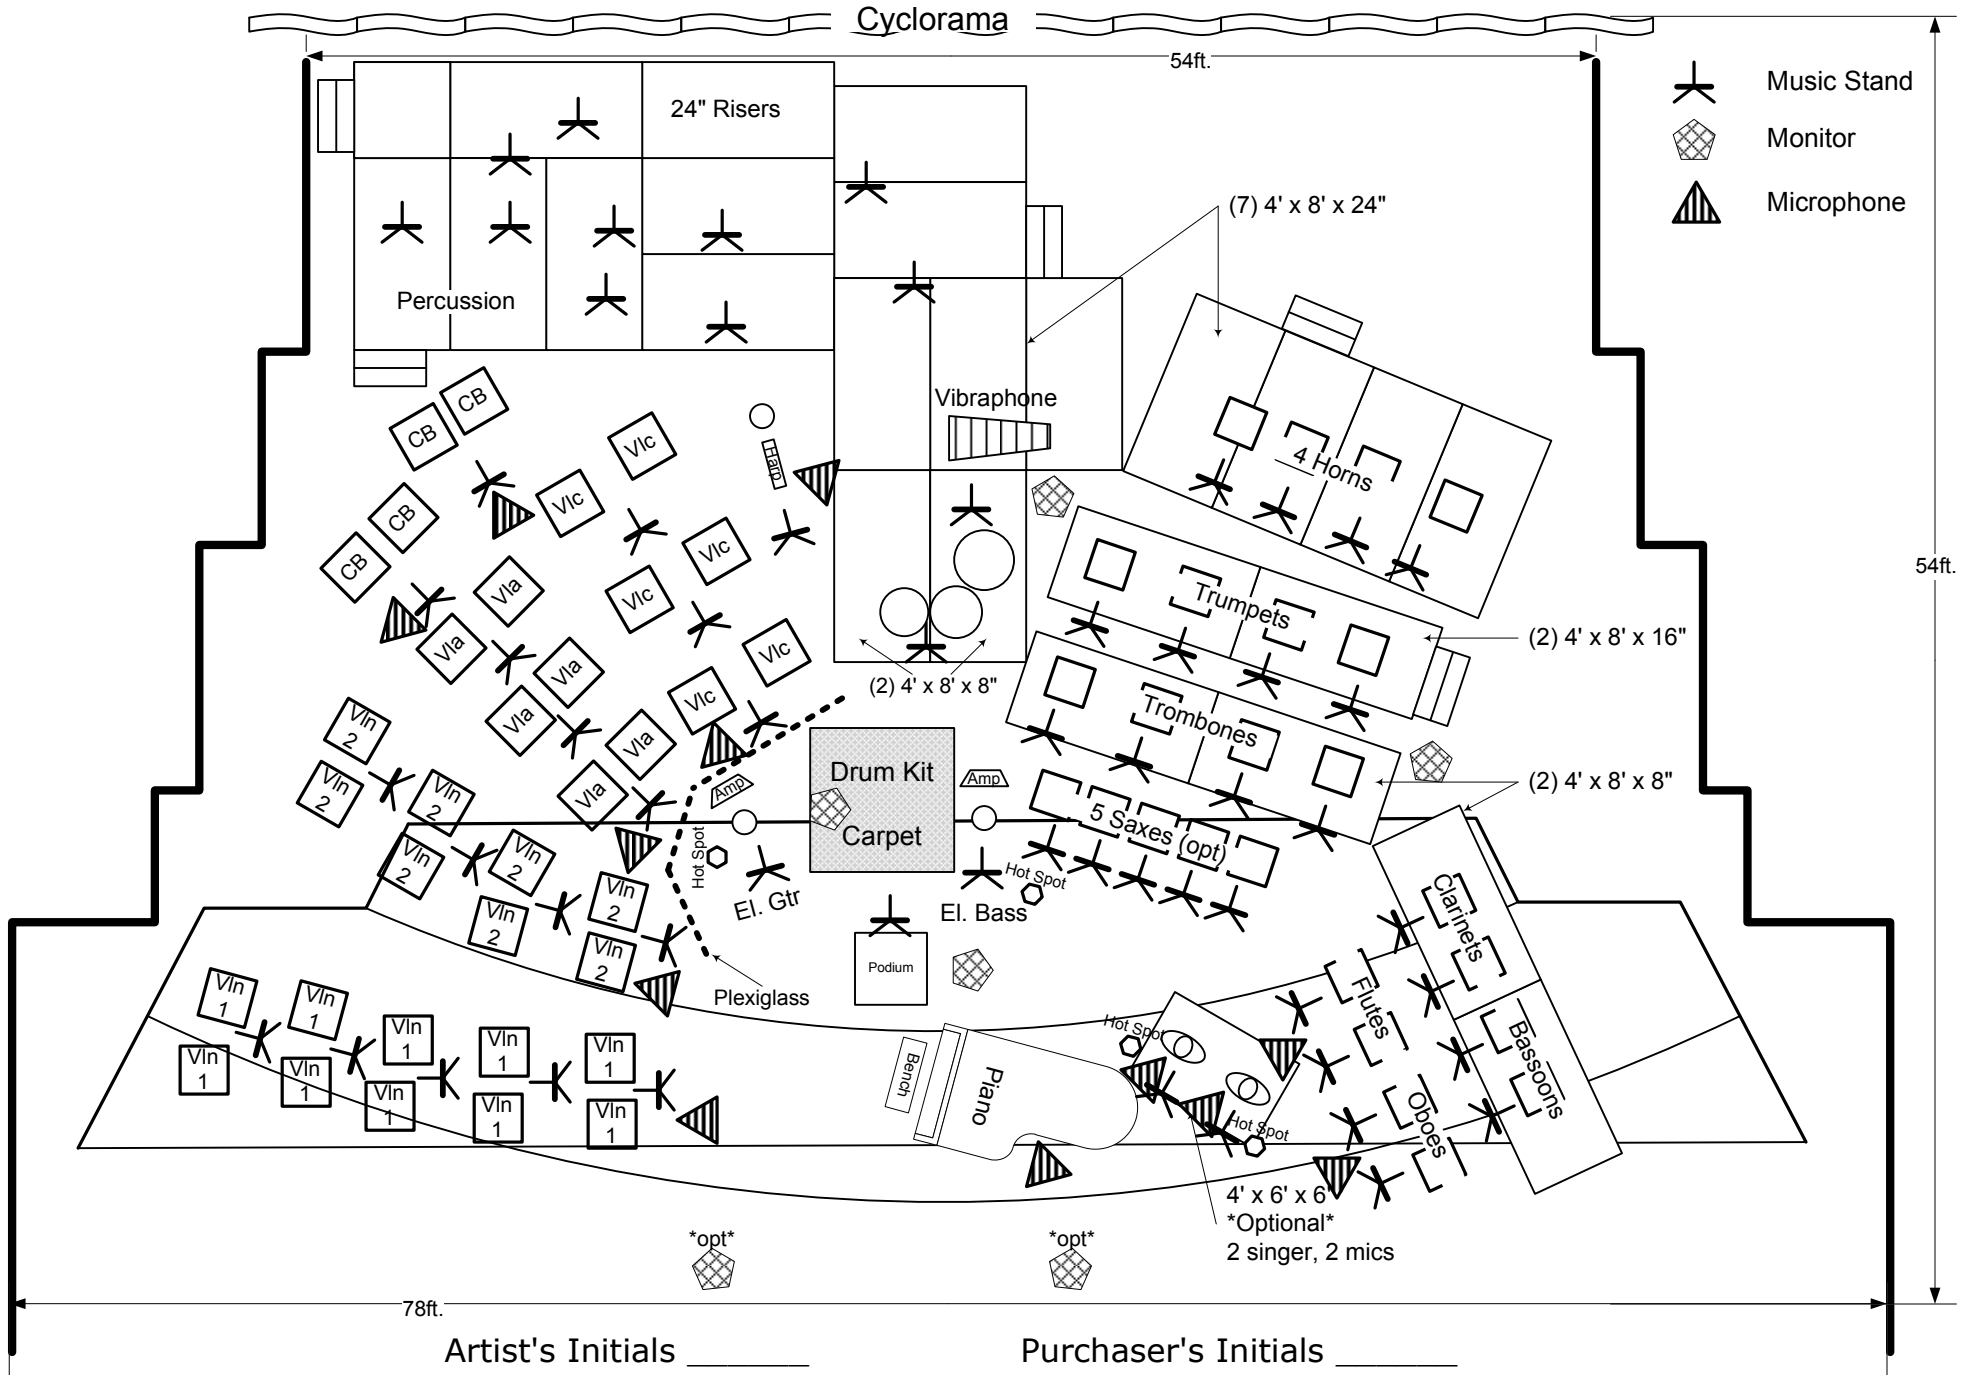 Cyclorama
54ft.
Music Stand
Monitor
Microphone
24" Risers
(7) 4' x 8' x 24"
Percussion
Vibraphone
CB
CB
CB
CB
Vlc
Vlc
Vlc
Vlc
Vlc
Vlc
Harp
4 Horns
54ft.
Vla
Vla
Vla
Vla
Vla
Vla
Trumpets
(2) 4' x 8' x 16"
(2) 4' x 8' x 8"
Trombones
(2) 4' x 8' x 8"
Vln
2
Vln
2
Vln
2
Vln
2
Vln
2
Vln
2
Vln
2
Vln
2
Amp
Drum Kit
Carpet
Amp
5 Saxes (opt)
Hot Spot
El. Gtr
Hot Spot
El. Bass
Clarinets
Podium
Plexiglass
Flutes
Bassoons
Oboes
Vln
1
Vln
1
Vln
1
Vln
1
Vln
1
Vln
1
Vln
1
Vln
1
Vln
1
Vln
1
Bench
Piano
Hot Spot
Hot Spot
4' x 6' x 6'
*Optional*
2 singer, 2 mics
*opt*
*opt*
78ft.
Artist's Initials _______
Purchaser's Initials _______